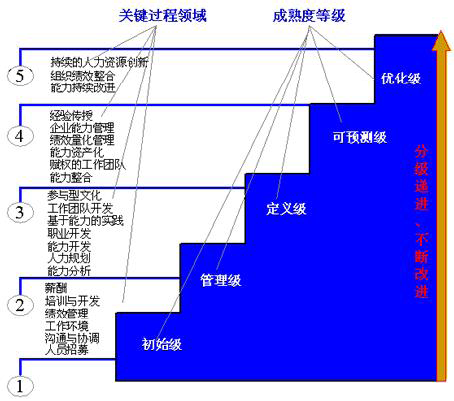 关键过程领域
成熟度等级
5
持续的人力资源创新
组织绩效整合
能力持续改进
优化级
4
经验传授
企业能力管理
绩效量化管理
能力资产化
赋权的工作团队
能力整合
可预测级
3
参与型文化
工作团队开发
基于能力的实践
职业开发
能力开发
人力规划
能力分析
定义级
2
薪酬
培训与开发
绩效管理
工作环境
沟通与协调
人员招募
管理级
1
初始级
分级递进、不断改进